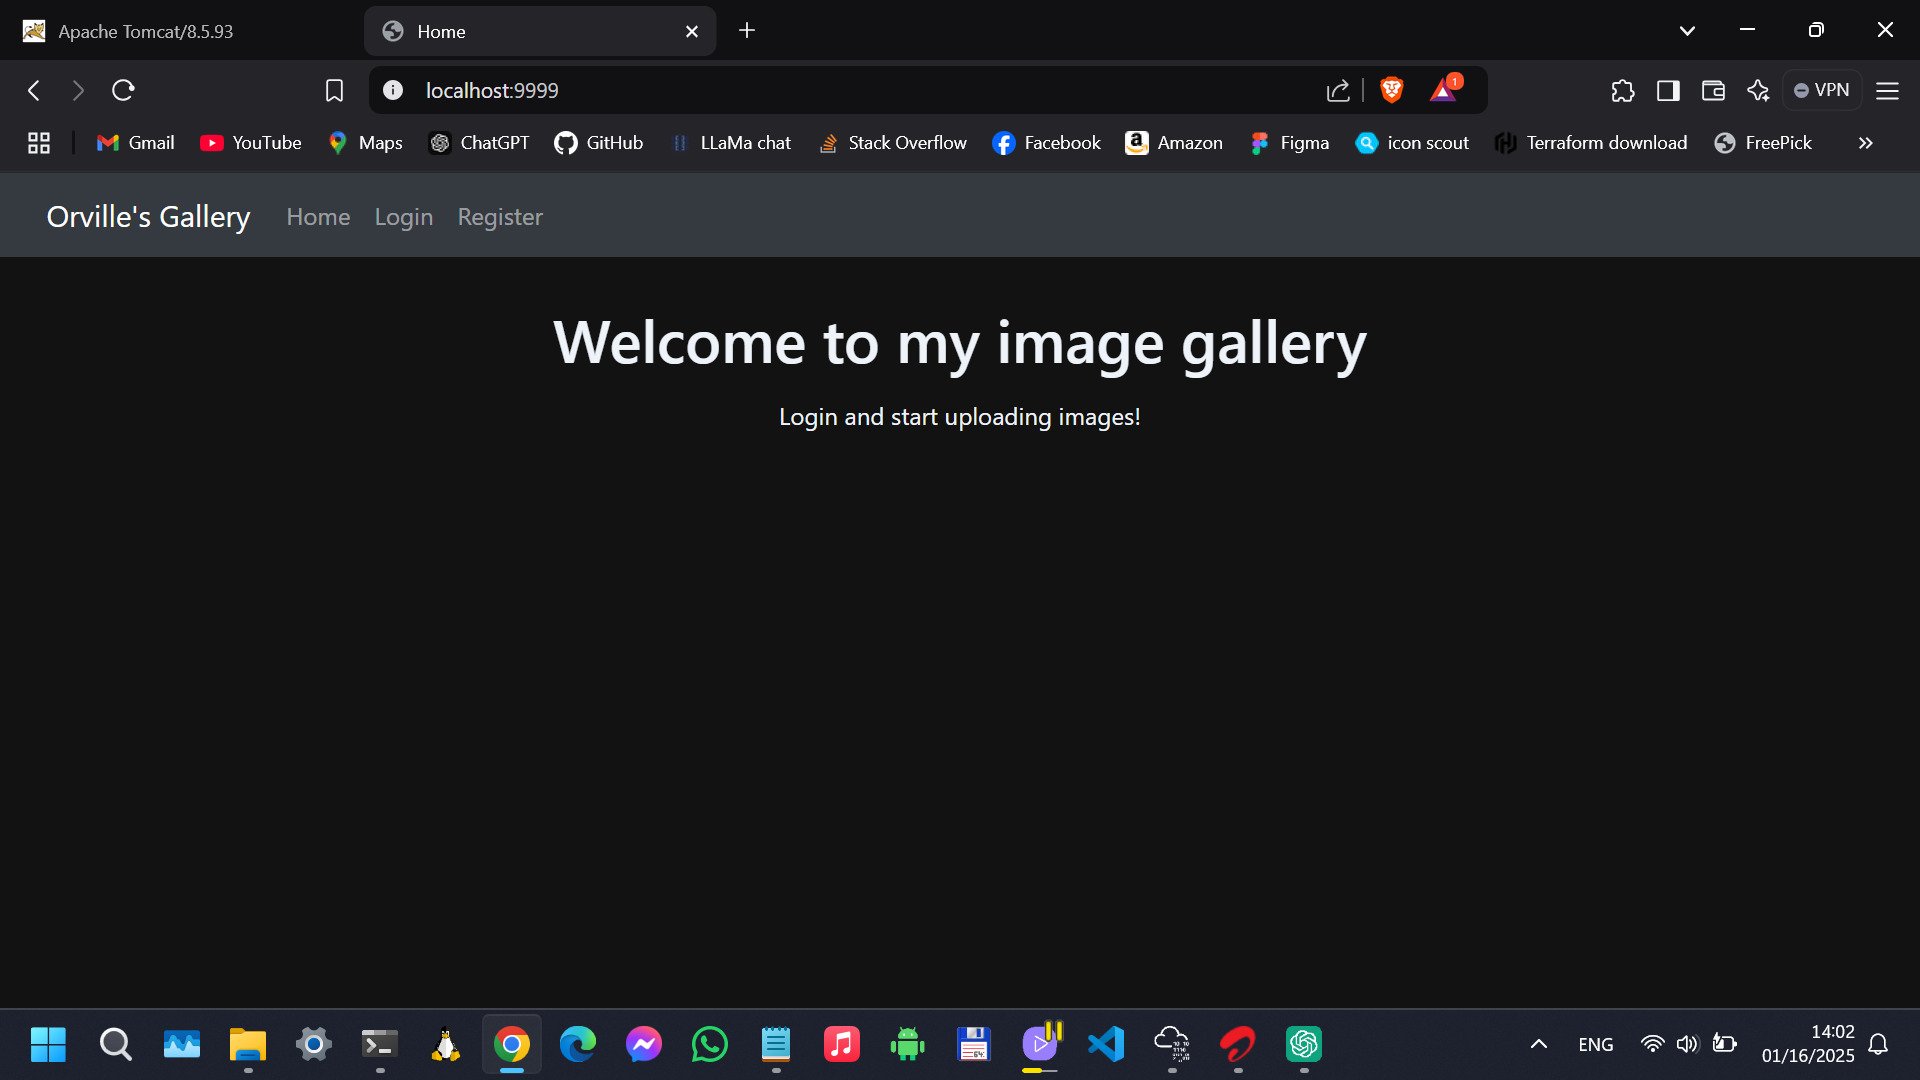 Apache Tomcat/8.5.93
Home
localhost:9999
1
VPN
Gmail
YouTube
Maps
ChatGPT
GitHub
LLaMa chat
Stack Overflow
Facebook
Amazon
Figma
icon scout
Terraform download
FreePick
Orville's Gallery Home Login Register
Welcome to my image gallery
Login and start uploading images!
ENG
14:02
01/16/2025